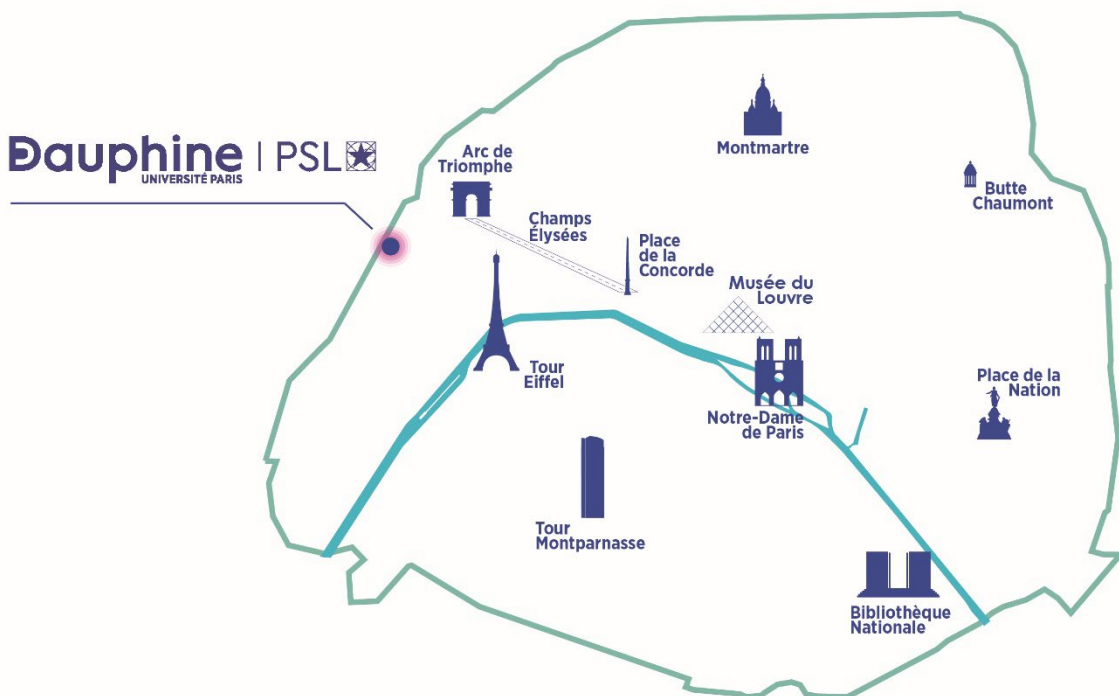 Dauphine | PSL
UNIVERSITÉ PARIS
Arc de
Triomphe
Champs
Élysées
Place
de la
Concorde
Montmartre
Butte
Chaumont
Musée du
Louvre
Tour
Eiffel
Notre-Dame
de Paris
Place de la
Nation
Tour
Montparnasse
Bibliothèque
Nationale